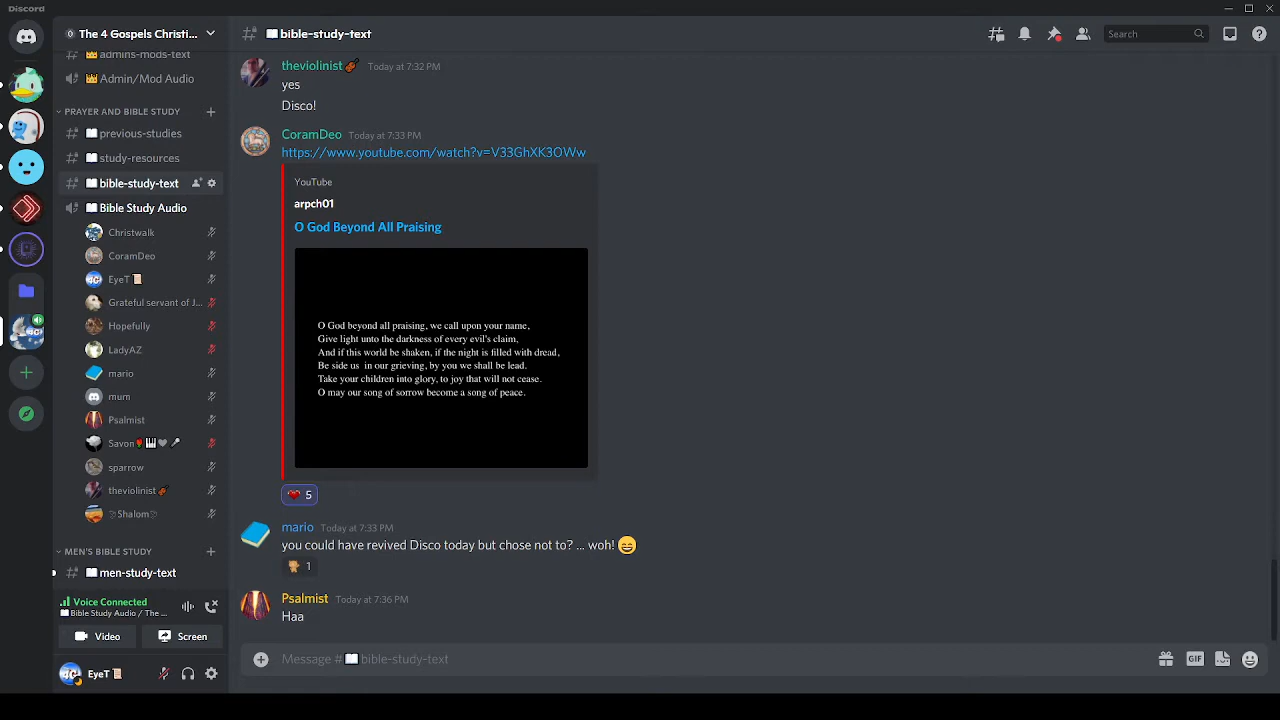 Discord
The 4 Gospels Christi...
bible-study-text
Search
admins-mods-text
Admin/Mod Audio
PRAYER AND BIBLE STUDY
previous-studies
study-resources
bible-study-text
Bible Study Audio
Christwalk
CoramDeo
EyeT
Grateful servant of J...
Hopefully
LadyAZ
mario
mum
Psalmist
Savon
sparrow
theviolinist
Shalom
MEN'S BIBLE STUDY
men-study-text
Voice Connected
Bible Study Audio / The ...
Video
Screen
EyeT
theviolinist Today at 7:32 PM
yes
Disco!
CoramDeo Today at 7:33 PM
https://www.youtube.com/watch?v=V33GhXK3OWw
YouTube
arpch01
O God Beyond All Praising
O God beyond all praising, we call upon your name,
Give light unto the darkness of every evil's claim,
And if this world be shaken, if the night is filled with dread,
Be side us in our grieving, by you we shall be lead.
Take your children into glory, to joy that will not cease.
O may our song of sorrow become a song of peace.
5
mario Today at 7:33 PM
you could have revived Disco today but chose not to? ... woh!
1
Psalmist Today at 7:36 PM
Haa
Message # bible-study-text
GIF